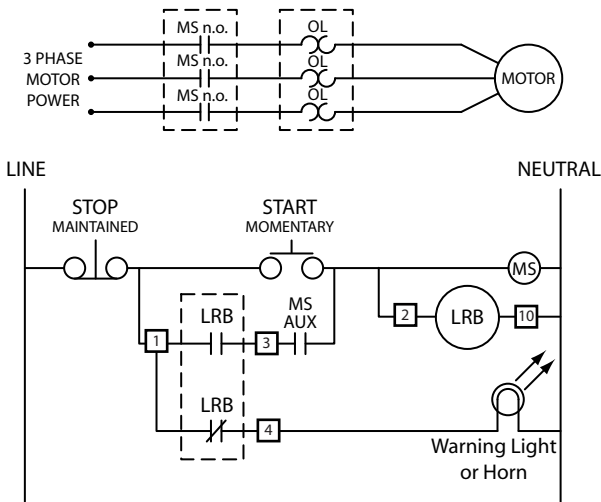 MS n.o.
OL
3 PHASE
MOTOR
POWER
MS n.o.
OL
MOTOR
MS n.o.
OL
LINE
NEUTRAL
STOP
MAINTAINED
START
MOMENTARY
MS
LRB
MS
AUX
1
3
2
LRB
10
LRB
4
Warning Light
or Horn